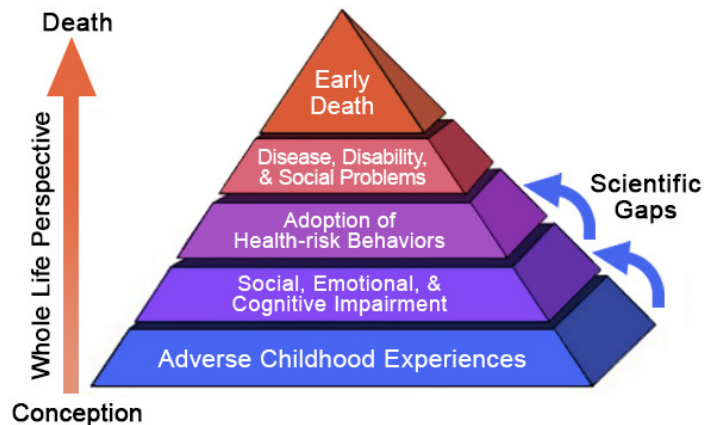 Death
Whole Life Perspective
Conception
Early
Death
Disease, Disability,
& Social Problems
Adoption of
Health-risk Behaviors
Social, Emotional, &
Cognitive Impairment
Adverse Childhood Experiences
Scientific
Gaps